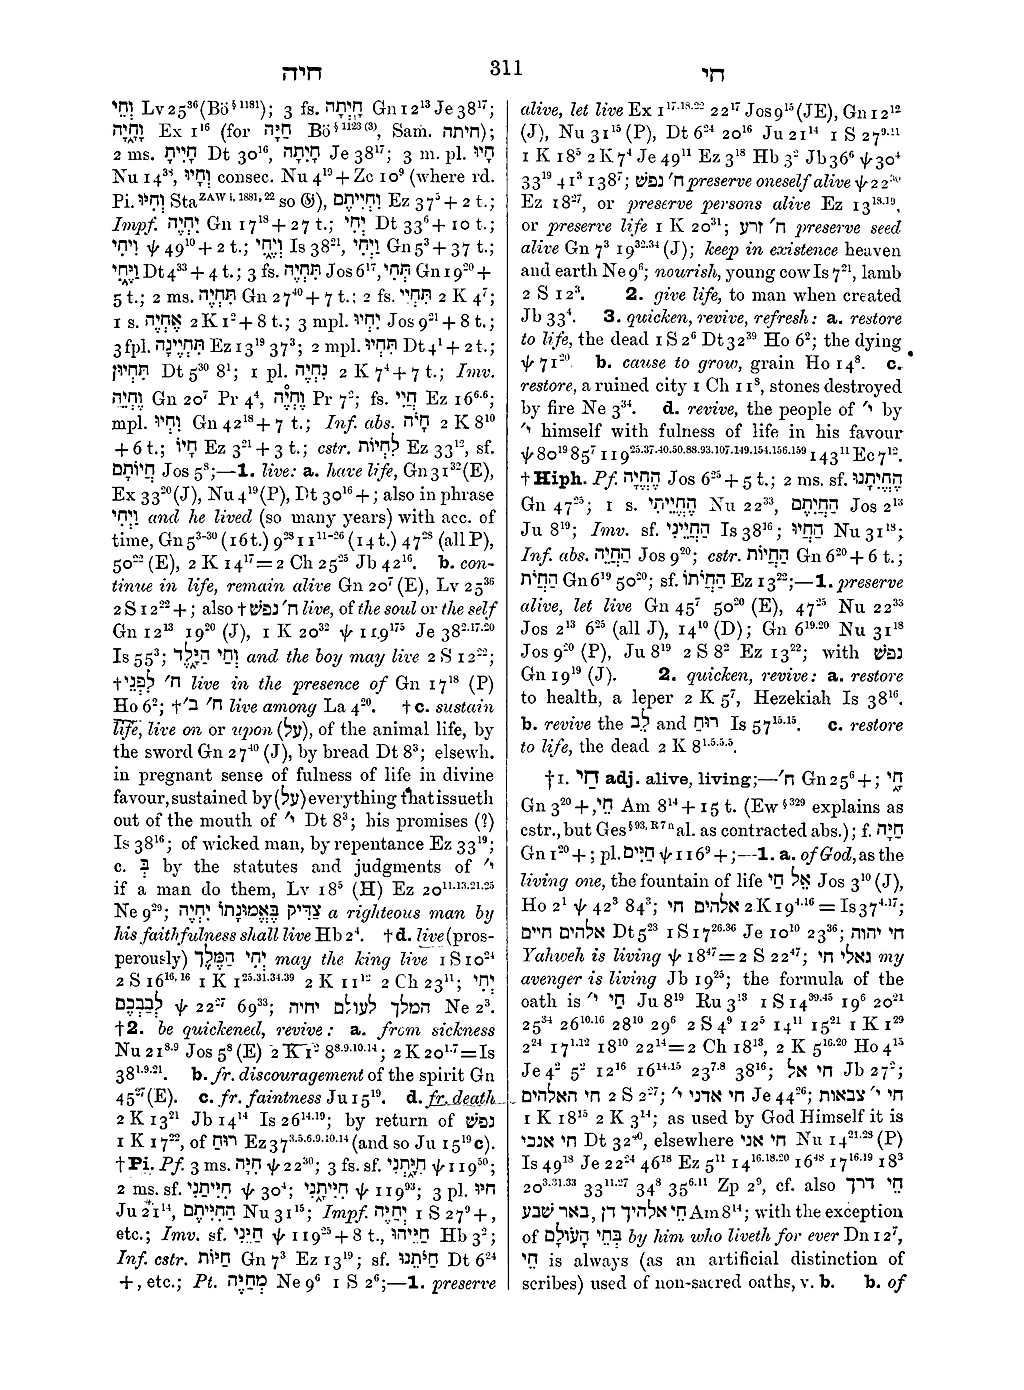 חיה
311
חי
וָחַי Lv 25³⁶ (Bö§ ¹¹⁸¹); 3 fs. חָיְתָה Gn 12¹³ Je 38¹⁷;
וָחָיָה Ex 1¹⁶ (for חַיָּה Bö§ ¹¹²³ ⁽³⁾, Sam. חיתה);
2 ms. חָיִיתָ Dt 30¹⁶, חָיִתָה Je 38¹⁷; 3 m. pl. חָיוּ
Nu 14³⁸, וְחָיוּ consec. Nu 4¹⁹ + Zc 10⁹ (where rd.
Pi. וְחִיּוּ Sta ZAW i, 1881, 22 so 𝔊), וִחְיִיתֶם Ez 37⁵ + 2 t.;
Impf. יִחְיֶה Gn 17¹⁸ + 27 t.; יְחִי Dt 33⁶ + 10 t.;
וִיחִי ψ 49¹⁰ + 2 t.; וֶחֱיֵה Is 38²¹, וַיְחִי Gn 5³ + 37 t.;
וַיֶּחִי Dt 4³³ + 4 t.; 3 fs. תִּחְיֶה Jos 6¹⁷, תְּחִי Gn 19²⁰ +
5 t.; 2 ms. תִּחְיֶה Gn 27⁴⁰ + 7 t.: 2 fs. תִּחְיִי 2 K 4⁷;
1 s. אֶחְיֶה 2 K 1² + 8 t.; 3 mpl. יִחְיוּ Jos 9²¹ + 8 t.;
3 fpl. תִּחְיֶינָה Ez 13¹⁹ 37³; 2 mpl. תִּחְיוּ Dt 4¹ + 2 t.;
תִּחְיוּן Dt 5³⁰ 8¹; 1 pl. נִחְיֶה 2 K 7⁴ + 7 t.; Imv.
וֶחְיֵה Gn 20⁷ Pr 4⁴, וֶחְיֵה Pr 7²; fs. חֲיִי Ez 16⁶·⁶;
mpl. וִחְיוּ Gn 42¹⁸ + 7 t.; Inf. abs. חָיֹה 2 K 8¹⁰
+ 6 t.; חָיוֹ Ez 3²¹ + 3 t.; cstr. לִחְיוֹת Ez 33¹², sf.
חֲיוֹתָם Jos 5⁸;—1. live: a. have life, Gn 31³² (E),
Ex 33²⁰ (J), Nu 4¹⁹ (P), Dt 30¹⁶ + ; also in phrase
וַיְחִי and he lived (so many years) with acc. of
time, Gn 5³⁻³⁰ (16 t.) 9²⁸ 11¹¹⁻²⁶ (14 t.) 47²⁸ (all P),
50²² (E), 2 K 14¹⁷ = 2 Ch 25²⁵ Jb 42¹⁶. b. con-
tinue in life, remain alive Gn 20⁷ (E), Lv 25³⁶
2 S 12²² + ; also † ח׳ נפשׁ live, of the soul or the self
Gn 12¹³ 19²⁰ (J), 1 K 20³² ψ 119¹⁷⁵ Je 38²·¹⁷·²⁰
Is 55³; וָחַי הַיָּלֶד and the boy may live 2 S 12²²;
† ח׳ לִפְנֵי live in the presence of Gn 17¹⁸ (P)
Ho 6²; † ח׳ ב׳ live among La 4²⁰. † c. sustain
life, live on or upon (עַל), of the animal life, by
the sword Gn 27⁴⁰ (J), by bread Dt 8³; elsewh.
in pregnant sense of fulness of life in divine
favour, sustained by (עַל) everything that issueth
out of the mouth of י׳ Dt 8³; his promises (?)
Is 38¹⁶; of wicked man, by repentance Ez 33¹⁹;
c. בְּ by the statutes and judgments of י׳
if a man do them, Lv 18⁵ (H) Ez 20¹¹·¹³·²¹·²⁵
Ne 9²⁹; צדיק בֶּאֱמוּנָתוֹ יִחְיֶה a righteous man by
his faithfulness shall live Hb 2⁴. † d. live (pros-
perously) יְחִי הַמֶּלֶךְ may the king live 1 S 10²⁴
2 S 16¹⁶·¹⁶ 1 K 1²⁵·³¹·³⁴·³⁹ 2 K 11¹² 2 Ch 23¹¹; יְחִי
לְבַבְכֶם ψ 22²⁷ 69³³; המלך לעולם יחיה Ne 2³.
†2. be quickened, revive: a. from sickness
Nu 21⁸·⁹ Jos 5⁸ (E) 2 K 1² 8⁸·⁹·¹⁰·¹⁴; 2 K 20¹·⁷ = Is
38¹·⁹·²¹. b. fr. discouragement of the spirit Gn
45²⁷ (E). c. fr. faintness Ju 15¹⁹. d. fr. death
2 K 13²¹ Jb 14¹⁴ Is 26¹⁴·¹⁹; by return of נפשׁ
1 K 17²², of רוּחַ Ez 37³·⁵·⁶·⁹·¹⁰·¹⁴ (and so Ju 15¹⁹ c).
†Pi. Pf. 3 ms. חִיָּה ψ 22³⁰; 3 fs. sf. חִיָּתְנִי ψ 119⁵⁰;
2 ms. sf. חִיִּיתַנִי ψ 30⁴; חִיִּיתָנִי ψ 119⁹³; 3 pl. חיו
Ju 21¹⁴, הַחִיִּיתֶם Nu 31¹⁵; Impf. יְחַיֶּה 1 S 27⁹ + ,
etc.; Imv. sf. חַיֵּנִי ψ 119²⁵ + 8 t., חַיֵּיהוּ Hb 3²;
Inf. cstr. חַיּוֹת Gn 7³ Ez 13¹⁹; sf. חַיֹּתֵנוּ Dt 6²⁴
+ , etc.; Pt. מְחַיֶּה Ne 9⁶ 1 S 2⁶;—1. preserve
alive, let live Ex 1¹⁷·¹⁸·²² 22¹⁷ Jos 9¹⁵ (JE), Gn 12¹²
(J), Nu 31¹⁵ (P), Dt 6²⁴ 20¹⁶ Ju 21¹⁴ 1 S 27⁹·¹¹
1 K 18⁵ 2 K 7⁴ Je 49¹¹ Ez 3¹⁸ Hb 3² Jb 36⁶ ψ 30⁴
33¹⁹ 41³ 138⁷; ח׳ נפשׁ preserve oneself alive ψ 22³⁰
Ez 18²⁷, or preserve persons alive Ez 13¹⁸·¹⁹,
or preserve life 1 K 20³¹; ח׳ זרע preserve seed
alive Gn 7³ 19³²·³⁴ (J); keep in existence heaven
and earth Ne 9⁶; nourish, young cow Is 7²¹, lamb
2 S 12³. 2. give life, to man when created
Jb 33⁴. 3. quicken, revive, refresh: a. restore
to life, the dead 1 S 2⁶ Dt 32³⁹ Ho 6²; the dying
ψ 71²⁰. b. cause to grow, grain Ho 14⁸. c.
restore, a ruined city 1 Ch 11⁸, stones destroyed
by fire Ne 3³⁴. d. revive, the people of י׳ by
י׳ himself with fulness of life in his favour
ψ 80¹⁹ 85⁷ 119²⁵·³⁷·⁴⁰·⁵⁰·⁸⁸·⁹³·¹⁰⁷·¹⁴⁹·¹⁵⁴·¹⁵⁶·¹⁵⁹ 143¹¹ Ec 7¹².
†Hiph. Pf. הֶחֱיָה Jos 6²⁵ + 5 t.; 2 ms. sf. הֶחֱיִתָנוּ
Gn 47²⁵; 1 s. הֶחֱיֵיתִי Nu 22³³, הַחֲיִתֶם Jos 2¹³
Ju 8¹⁹; Imv. sf. הַחֲיֵינִי Is 38¹⁶; הַחֲיוּ Nu 31¹⁸;
Inf. abs. הַחֲיֵה Jos 9²⁰; cstr. הַחֲיוֹת Gn 6²⁰ + 6 t.;
הַחֲיֹת Gn 6¹⁹ 50²⁰; sf. הַחֲיֹתוֹ Ez 13²²;—1. preserve
alive, let live Gn 45⁷ 50²⁰ (E), 47²⁵ Nu 22³³
Jos 2¹³ 6²⁵ (all J), 14¹⁰ (D); Gn 6¹⁹·²⁰ Nu 31¹⁸
Jos 9²⁰ (P), Ju 8¹⁹ 2 S 8² Ez 13²²; with נפשׁ
Gn 19¹⁹ (J). 2. quicken, revive: a. restore
to health, a leper 2 K 5⁷, Hezekiah Is 38¹⁶.
b. revive the לֵב and רוּחַ Is 57¹⁵·¹⁵. c. restore
to life, the dead 2 K 8¹·⁵·⁵·⁵.
†I. חַי adj. alive, living;—ח׳ Gn 25⁶ + ; חָי
Gn 3²⁰ + , חֵי Am 8¹⁴ + 15 t. (Ew§ ³²⁹ explains as
cstr., but Ges§ ⁹³, ᴿ⁷ⁿ al. as contracted abs.); f. חַיָּה
Gn 1²⁰ + ; pl. חַיִּים ψ 116⁹ + ;—1. a. of God, as the
living one, the fountain of life אֵל חַי Jos 3¹⁰ (J),
Ho 2¹ ψ 42³ 84³; אלהים חי 2 K 19⁴·¹⁶ = Is 37⁴·¹⁷;
אלהים חיים Dt 5²³ 1 S 17²⁶·³⁶ Je 10¹⁰ 23³⁶; חי יהוה
Yahweh is living ψ 18⁴⁷ = 2 S 22⁴⁷; גאלי חי my
avenger is living Jb 19²⁵; the formula of the
oath is חַי י׳ Ju 8¹⁹ Ru 3¹³ 1 S 14³⁹·⁴⁵ 19⁶ 20²¹
25³⁴ 26¹⁰·¹⁶ 28¹⁰ 29⁶ 2 S 4⁹ 12⁵ 14¹¹ 15²¹ 1 K 1²⁹
2²⁴ 17¹·¹² 18¹⁰ 22¹⁴ = 2 Ch 18¹³, 2 K 5¹⁶·²⁰ Ho 4¹⁵
Je 4² 5² 12¹⁶ 16¹⁴·¹⁵ 23⁷·⁸ 38¹⁶; חי אל Jb 27²;
חי האלהים 2 S 2²⁷; חי אדני י׳ Je 44²⁶; חי י׳ צבאות
1 K 18¹⁵ 2 K 3¹⁴; as used by God Himself it is
חי אנכי Dt 32⁴⁰, elsewhere חי אני Nu 14²¹·²⁸ (P)
Is 49¹⁸ Je 22²⁴ 46¹⁸ Ez 5¹¹ 14¹⁶·¹⁸·²⁰ 16⁴⁸ 17¹⁶·¹⁹ 18³
20³·³¹·³³ 33¹¹·²⁷ 34⁸ 35⁶·¹¹ Zp 2⁹, cf. also חֵי דרך
חֵי אלהיך דן, באר שׁבע Am 8¹⁴; with the exception
of בְּחֵי הָעוֹלָם by him who liveth for ever Dn 12⁷,
חֵי is always (as an artificial distinction of
scribes) used of non-sacred oaths, v. b. b. of